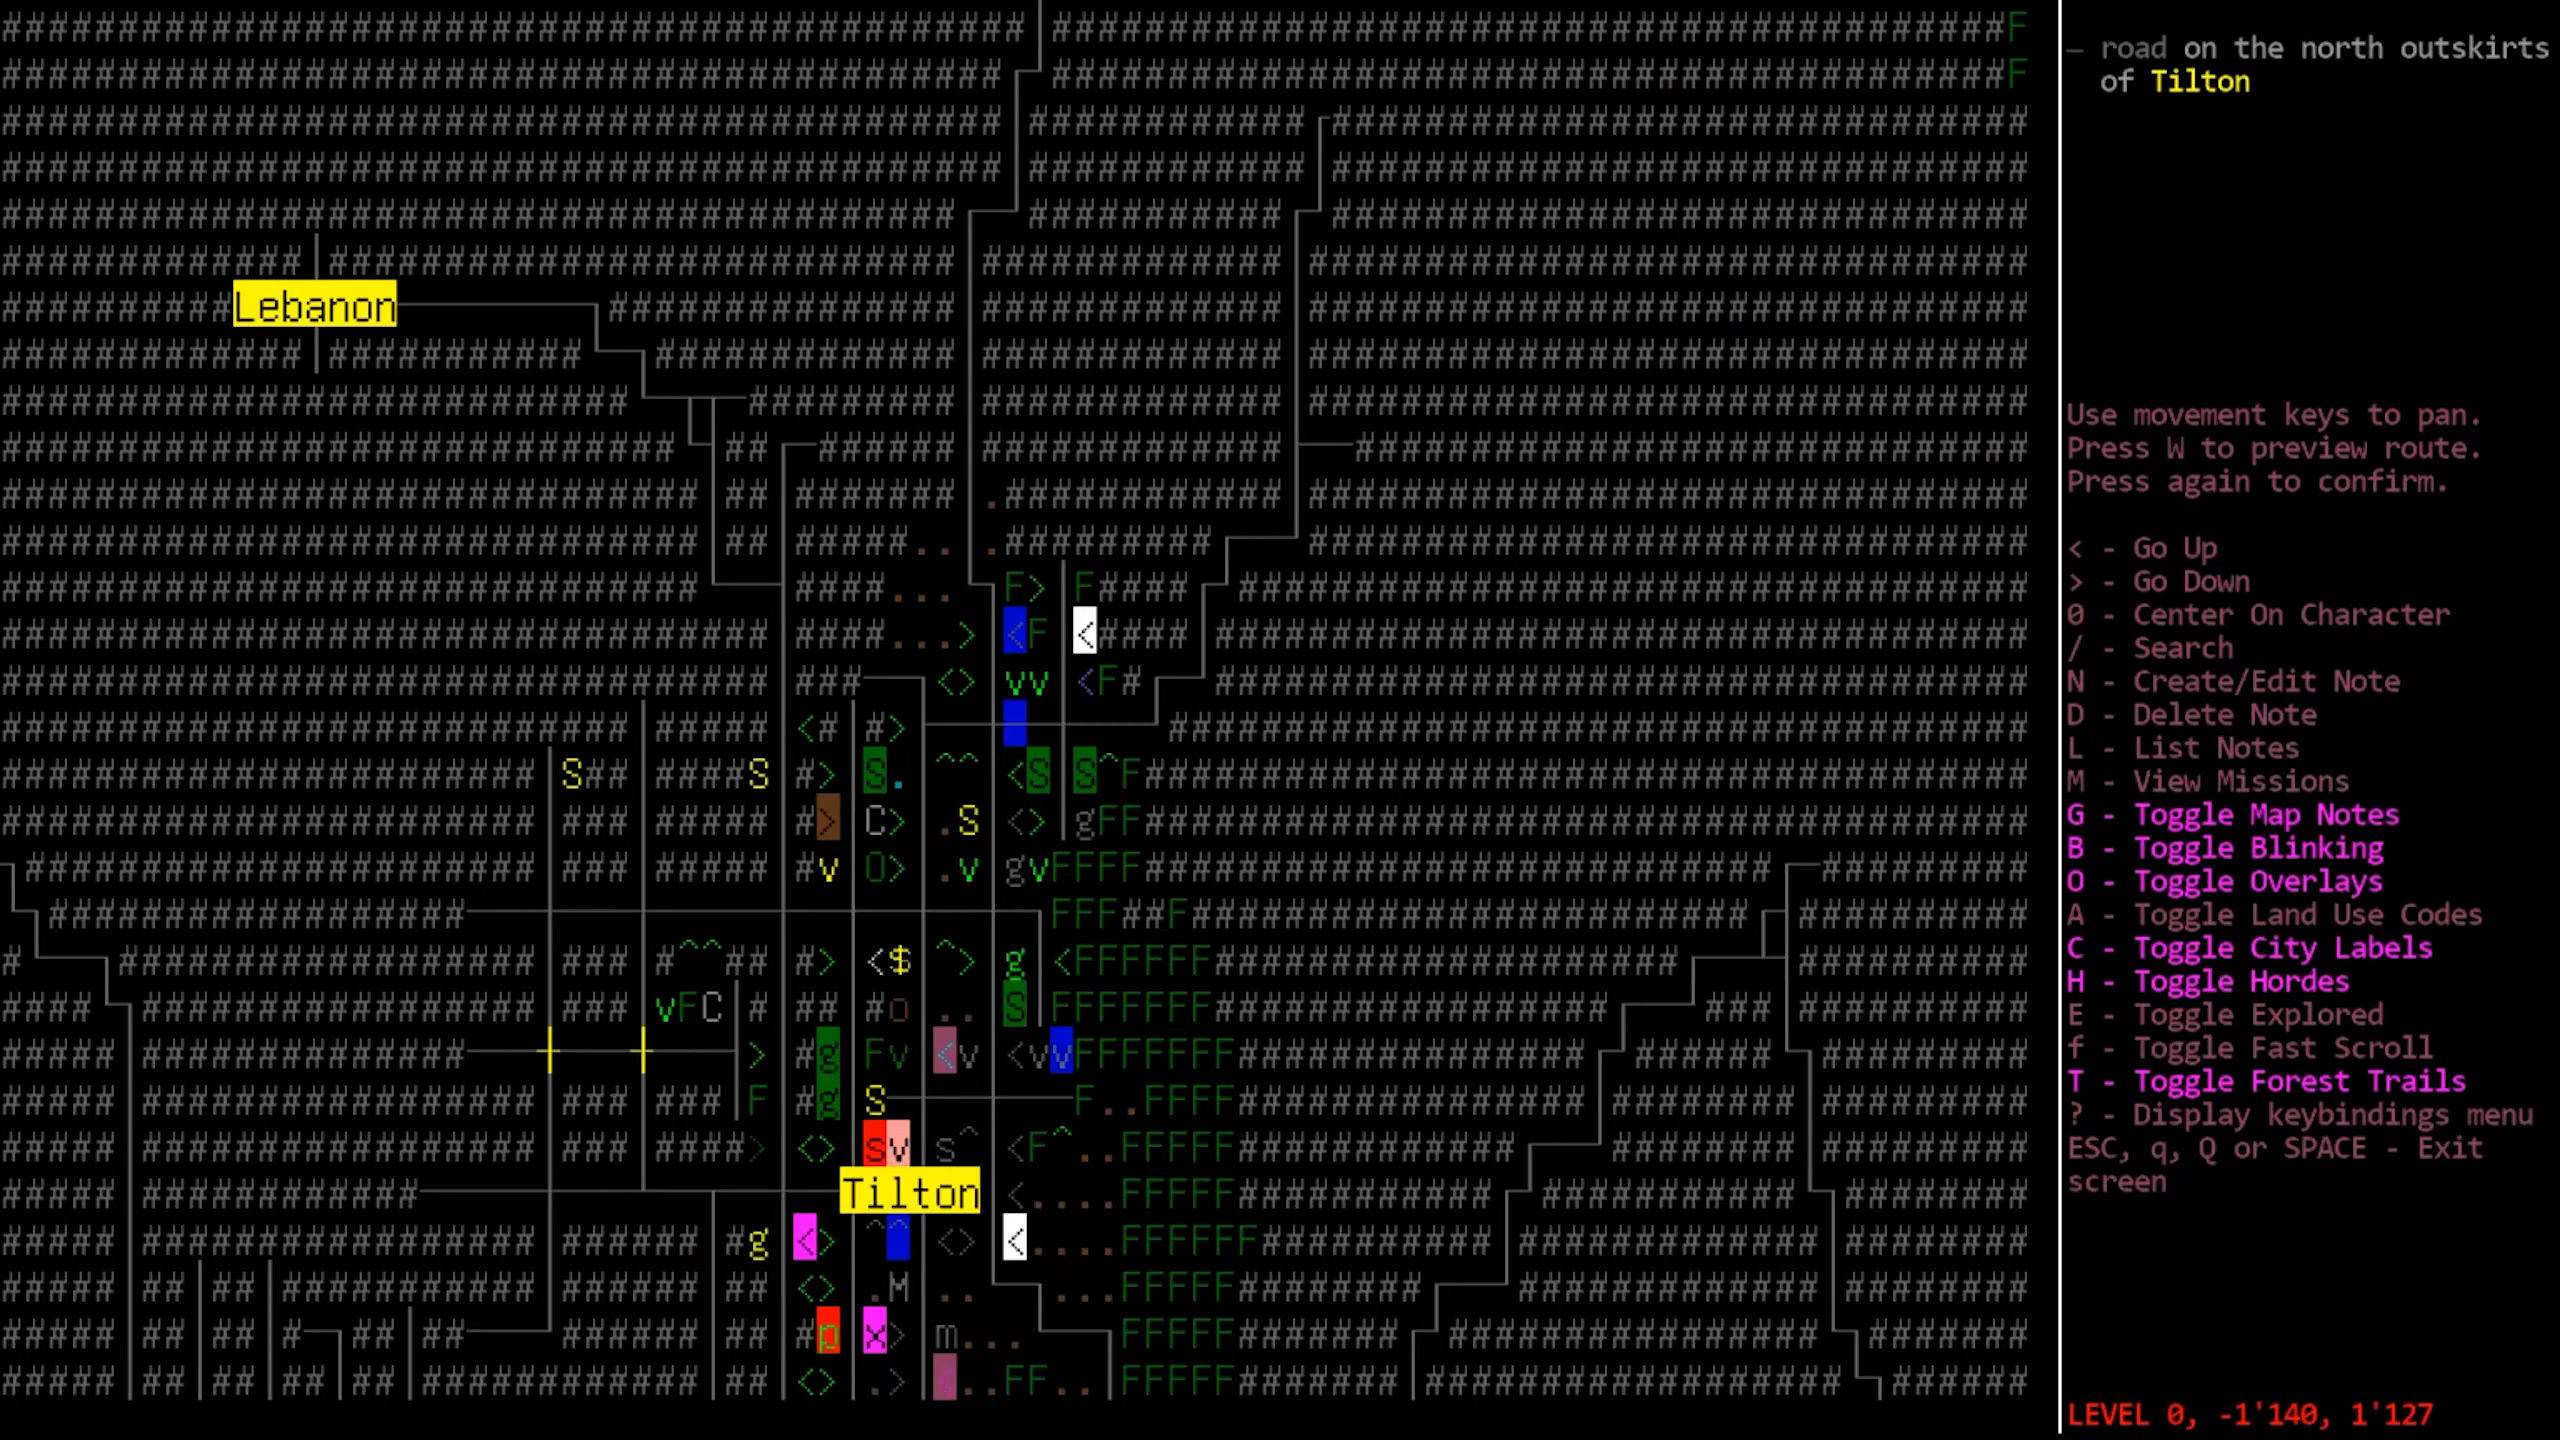 — road on the north outskirts
of Tilton
Lebanon
Tilton
Use movement keys to pan.
Press W to preview route.
Press again to confirm.
< - Go Up
> - Go Down
0 - Center On Character
/ - Search
N - Create/Edit Note
D - Delete Note
L - List Notes
M - View Missions
G - Toggle Map Notes
B - Toggle Blinking
O - Toggle Overlays
A - Toggle Land Use Codes
C - Toggle City Labels
H - Toggle Hordes
E - Toggle Explored
f - Toggle Fast Scroll
T - Toggle Forest Trails
? - Display keybindings menu
ESC, q, Q or SPACE - Exit
screen
LEVEL 0, -1'140, 1'127